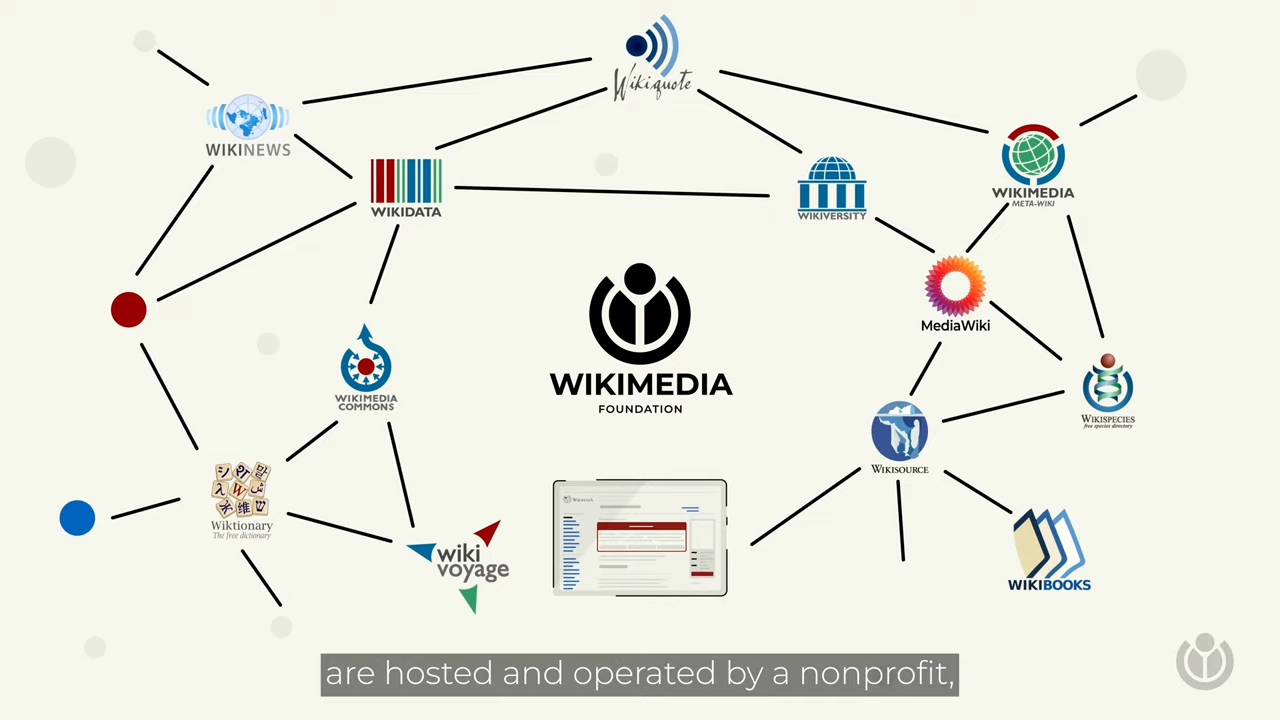 Wikiquote
WIKINEWS
WIKIDATA
WIKIVERSITY
WIKIMEDIA
META-WIKI
MediaWiki
WIKIMEDIA
COMMONS
WIKIMEDIA
FOUNDATION
WIKISPECIES
free species directory
WIKISOURCE
Wiktionary
The free dictionary
wiki
voyage
WIKIBOOKS
are hosted and operated by a nonprofit,